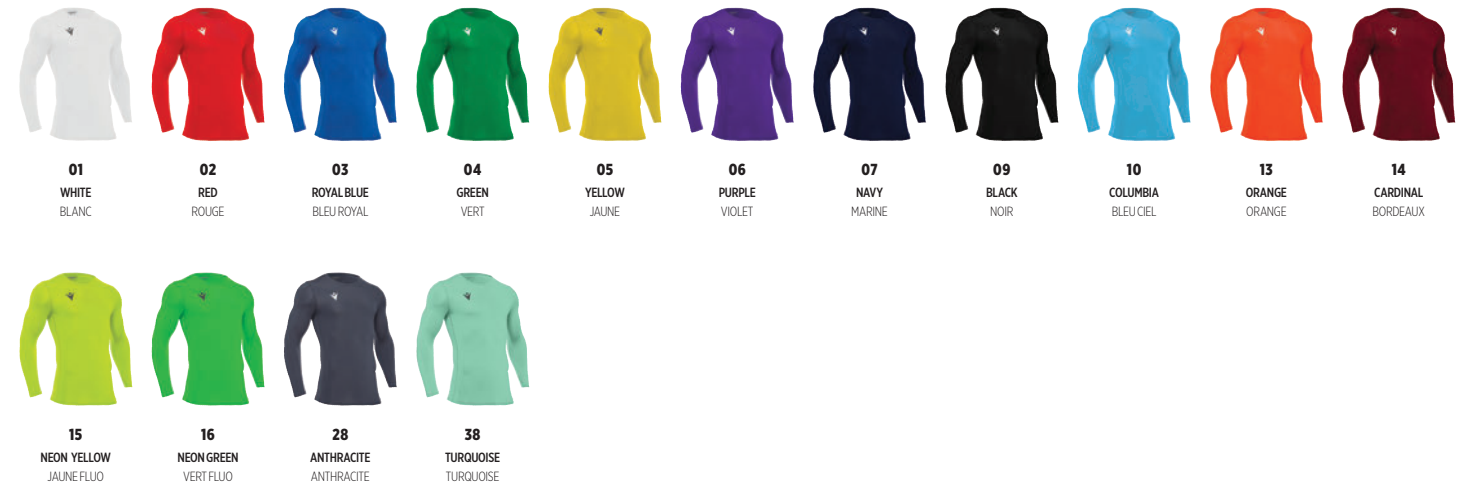 01
WHITE
BLANC
02
RED
ROUGE
03
ROYAL BLUE
BLEU ROYAL
04
GREEN
VERT
05
YELLOW
JAUNE
06
PURPLE
VIOLET
07
NAVY
MARINE
09
BLACK
NOIR
10
COLUMBIA
BLEU CIEL
13
ORANGE
ORANGE
14
CARDINAL
BORDEAUX
15
NEON YELLOW
JAUNE FLUO
16
NEON GREEN
VERT FLUO
28
ANTHRACITE
ANTHRACITE
38
TURQUOISE
TURQUOISE